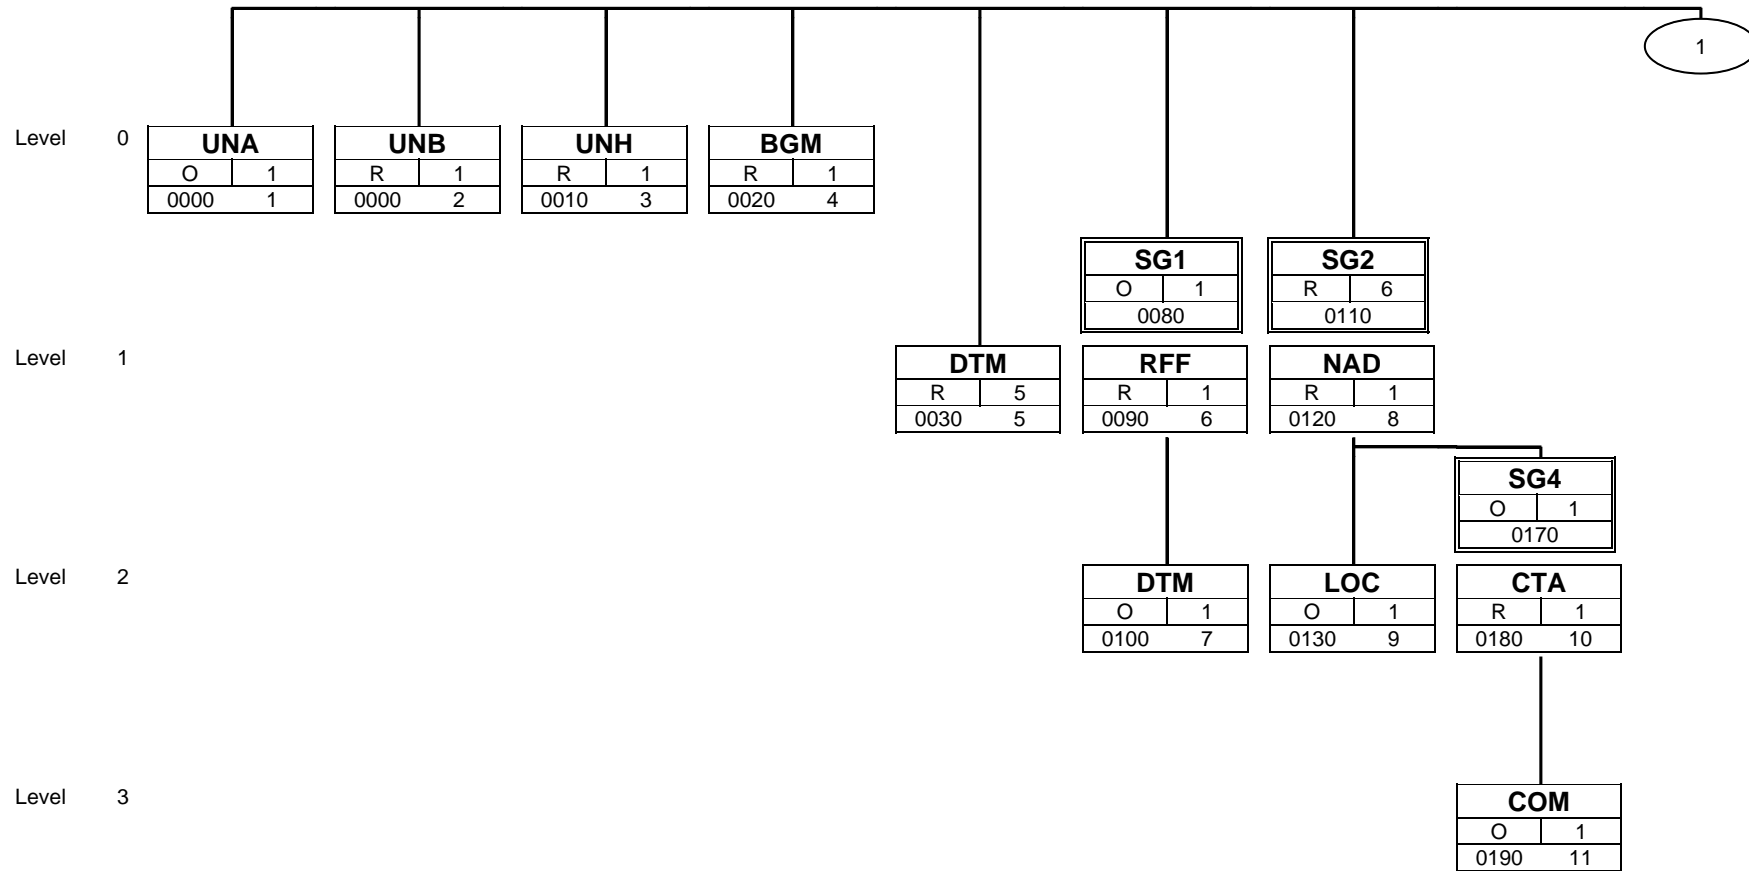 1
Level 0 UNA UNB UNH BGM
O 1 R 1 R 1 R 1
0000 1 0000 2 0010 3 0020 4
SG1 SG2
O 1 R 6
0080 0110
Level 1 DTM RFF NAD
R 5 R 1 R 1
0030 5 0090 6 0120 8
SG4
O 1
0170
Level 2 DTM LOC CTA
O 1 O 1 R 1
0100 7 0130 9 0180 10
Level 3 COM
O 1
0190 11